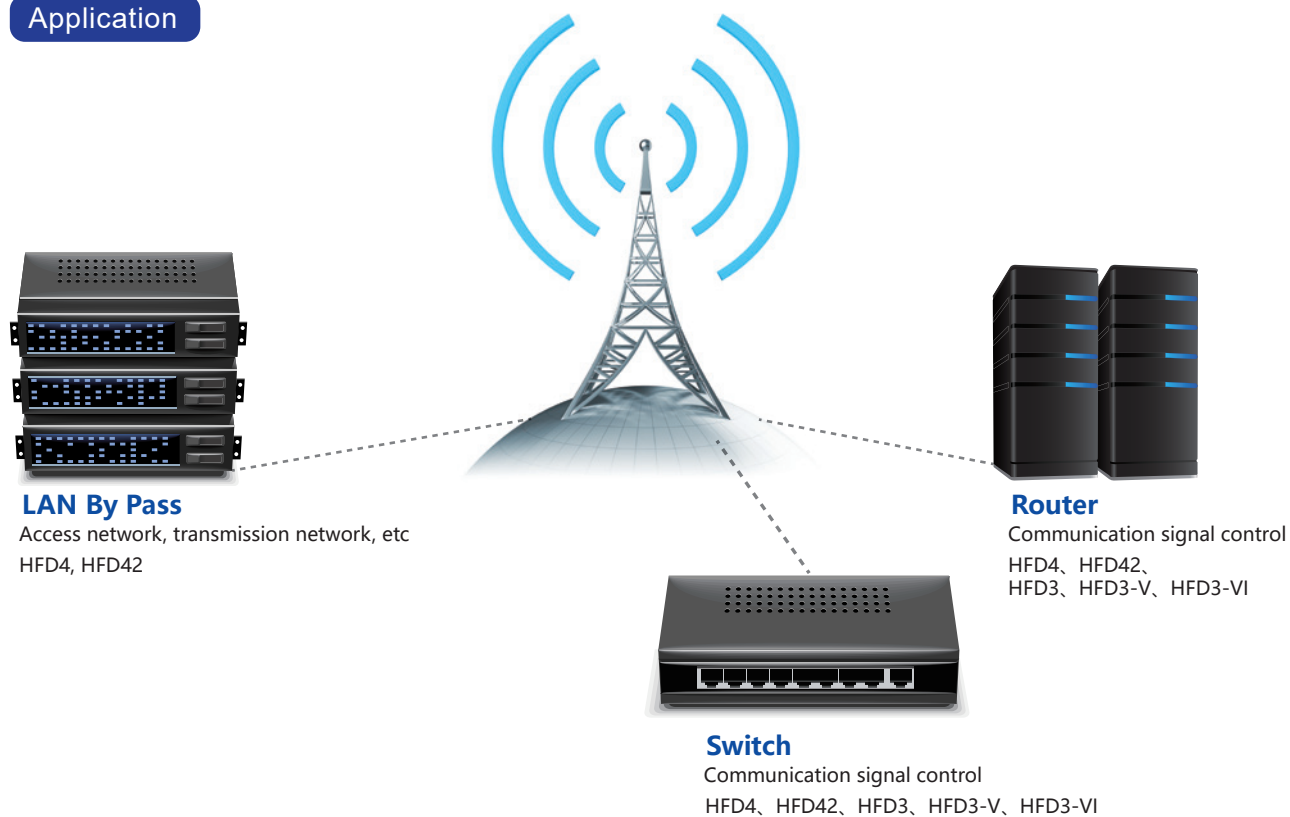 Application
LAN By Pass
Access network, transmission network, etc
HFD4, HFD42
Router
Communication signal control
HFD4、HFD42、
HFD3、HFD3-V、HFD3-VI
Switch
Communication signal control
HFD4、HFD42、HFD3、HFD3-V、HFD3-VI